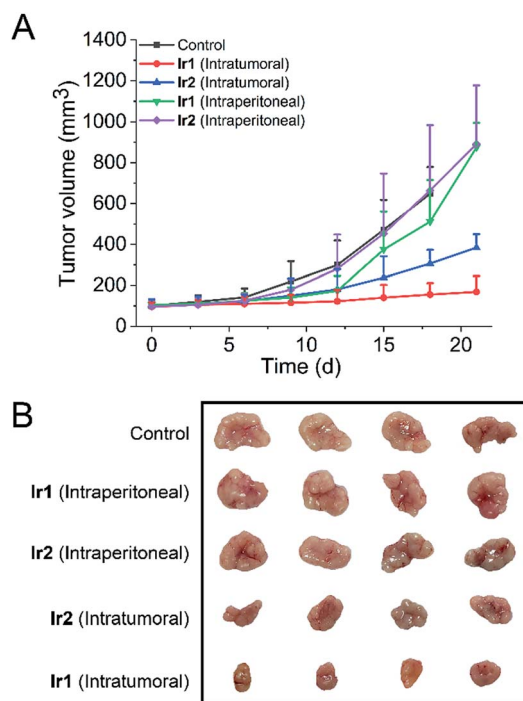 A
1400
1200
1000
800
600
400
200
0
Tumor volume (mm³)
Control
Ir1 (Intratumoral)
Ir2 (Intratumoral)
Ir1 (Intraperitoneal)
Ir2 (Intraperitoneal)
0 5 10 15 20
Time (d)
B
Control
Ir1 (Intraperitoneal)
Ir2 (Intraperitoneal)
Ir2 (Intratumoral)
Ir1 (Intratumoral)